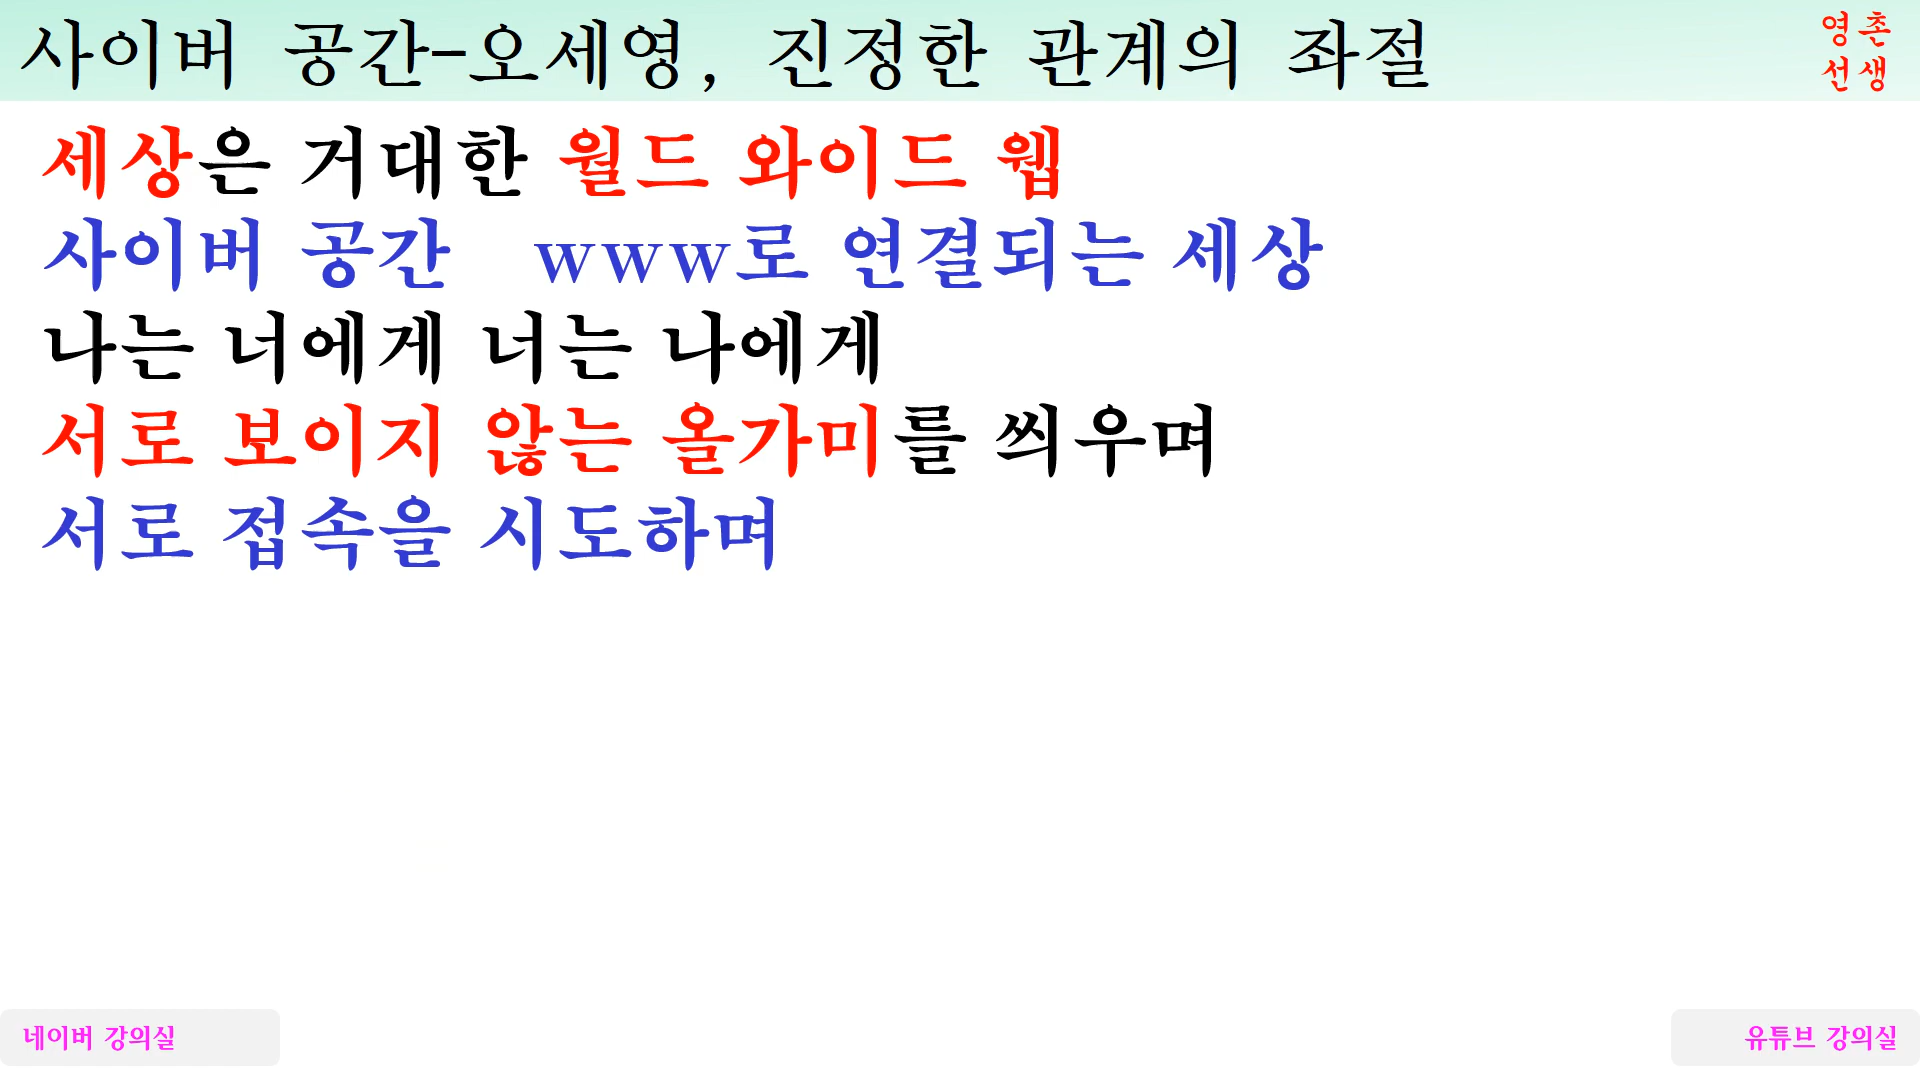 사이버 공간-오세영, 진정한 관계의 좌절
영촌
선생
세상은 거대한 월드 와이드 웹
사이버 공간 www로 연결되는 세상
나는 너에게 너는 나에게
서로 보이지 않는 올가미를 씌우며
서로 접속을 시도하며
네이버 강의실
유튜브 강의실